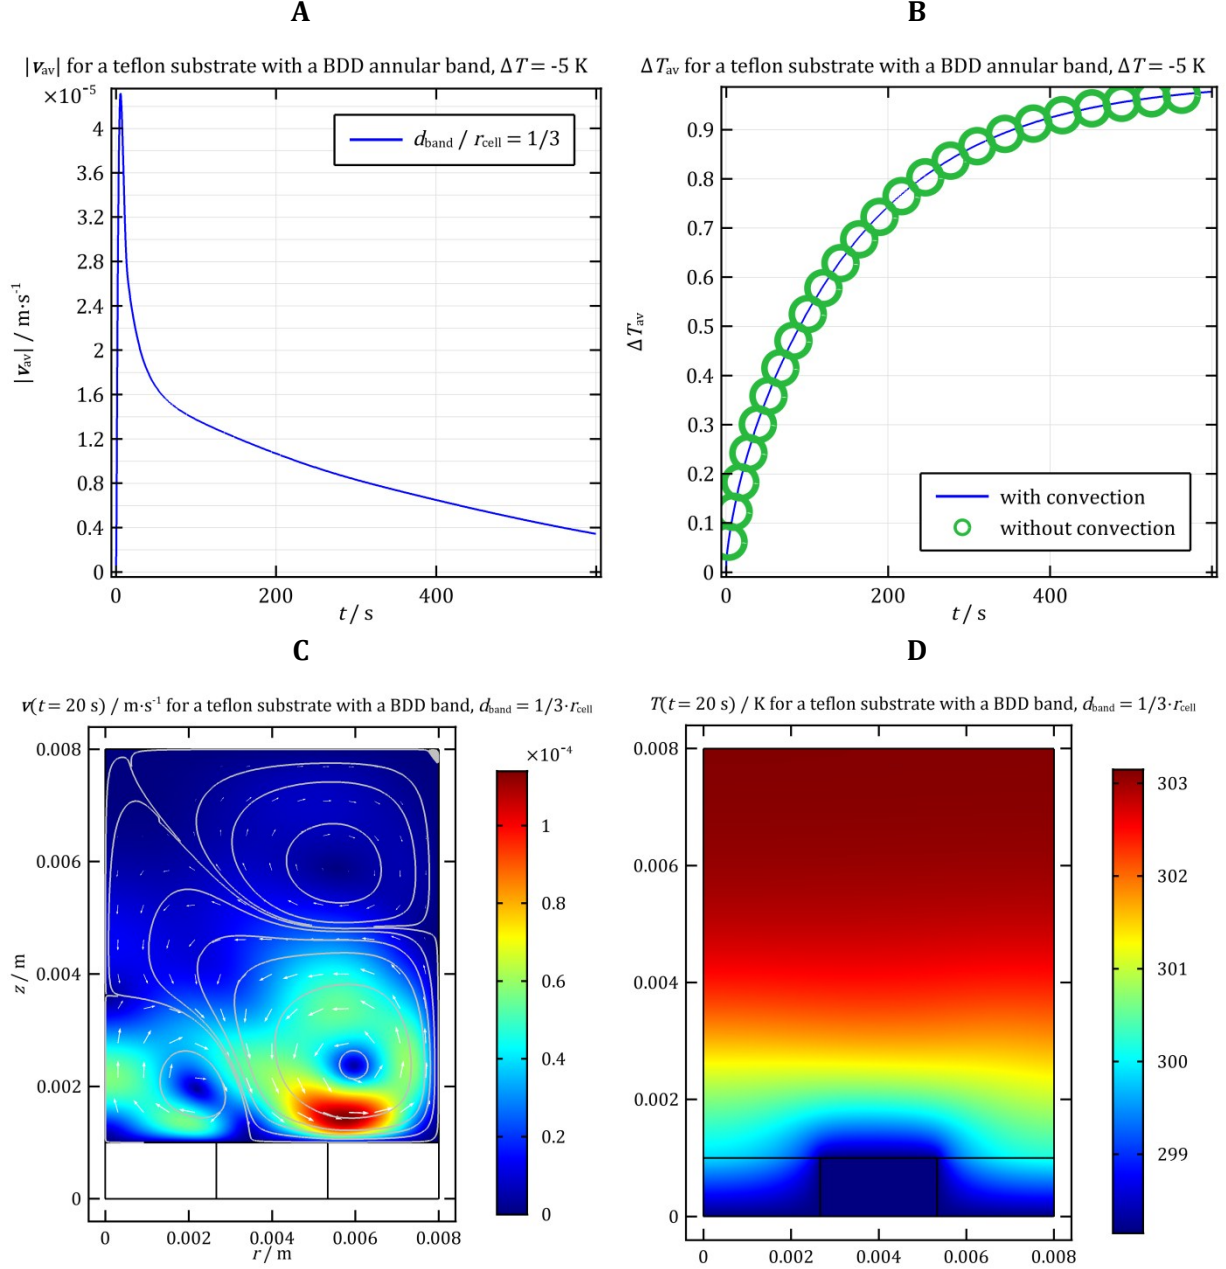 A
|v_av| for a teflon substrate with a BDD annular band, ΔT = -5 K
×10⁻⁵
4
3.6
3.2
2.8
2.4
2
1.6
1.2
0.8
0.4
0
|v_av| / m·s⁻¹
d_band / r_cell = 1/3
0 200 400
t / s
B
ΔT_av for a teflon substrate with a BDD annular band, ΔT = -5 K
0.9
0.8
0.7
0.6
0.5
0.4
0.3
0.2
0.1
0
ΔT_av
with convection
without convection
0 200 400
t / s
C
v(t = 20 s) / m·s⁻¹ for a teflon substrate with a BDD band, d_band = 1/3·r_cell
0.008
0.006
0.004
0.002
0
z / m
0 0.002 0.004 0.006 0.008
r / m
×10⁻⁴
1
0.8
0.6
0.4
0.2
0
D
T(t = 20 s) / K for a teflon substrate with a BDD band, d_band = 1/3·r_cell
0.008
0.006
0.004
0.002
0
0 0.002 0.004 0.006 0.008
303
302
301
300
299